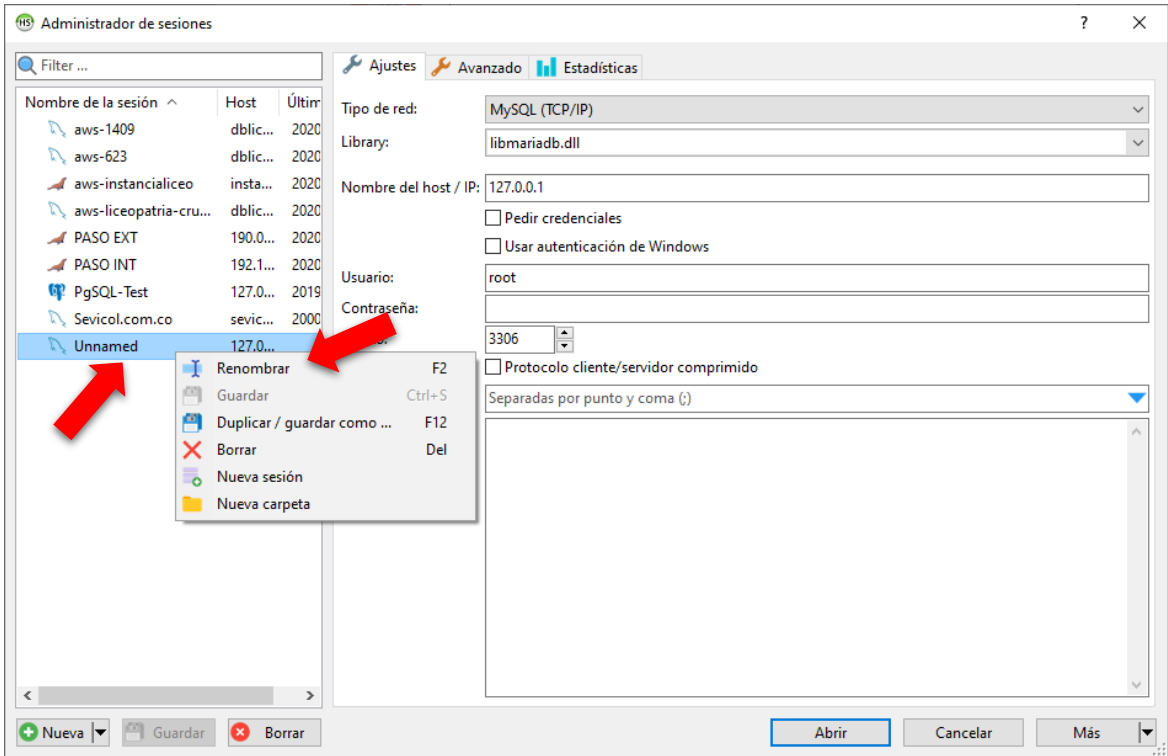 HS Administrador de sesiones ?
Filter ...
Nombre de la sesión Host Últim
aws-1409 dblic... 2020
aws-623 dblic... 2020
aws-instancialiceo insta... 2020
aws-liceopatria-cru... dblic... 2020
PASO EXT 190.0... 2020
PASO INT 192.1... 2020
PgSQL-Test 127.0... 2019
Sevicol.com.co sevic... 2000
Unnamed 127.0...
Renombrar F2
Guardar Ctrl+S
Duplicar / guardar como ... F12
Borrar Del
Nueva sesión
Nueva carpeta
Ajustes Avanzado Estadísticas
Tipo de red: MySQL (TCP/IP)
Library: libmariadb.dll
Nombre del host / IP: 127.0.0.1
Pedir credenciales
Usar autenticación de Windows
Usuario: root
Contraseña:
3306
Protocolo cliente/servidor comprimido
Separadas por punto y coma (;)
Nueva Guardar Borrar Abrir Cancelar Más